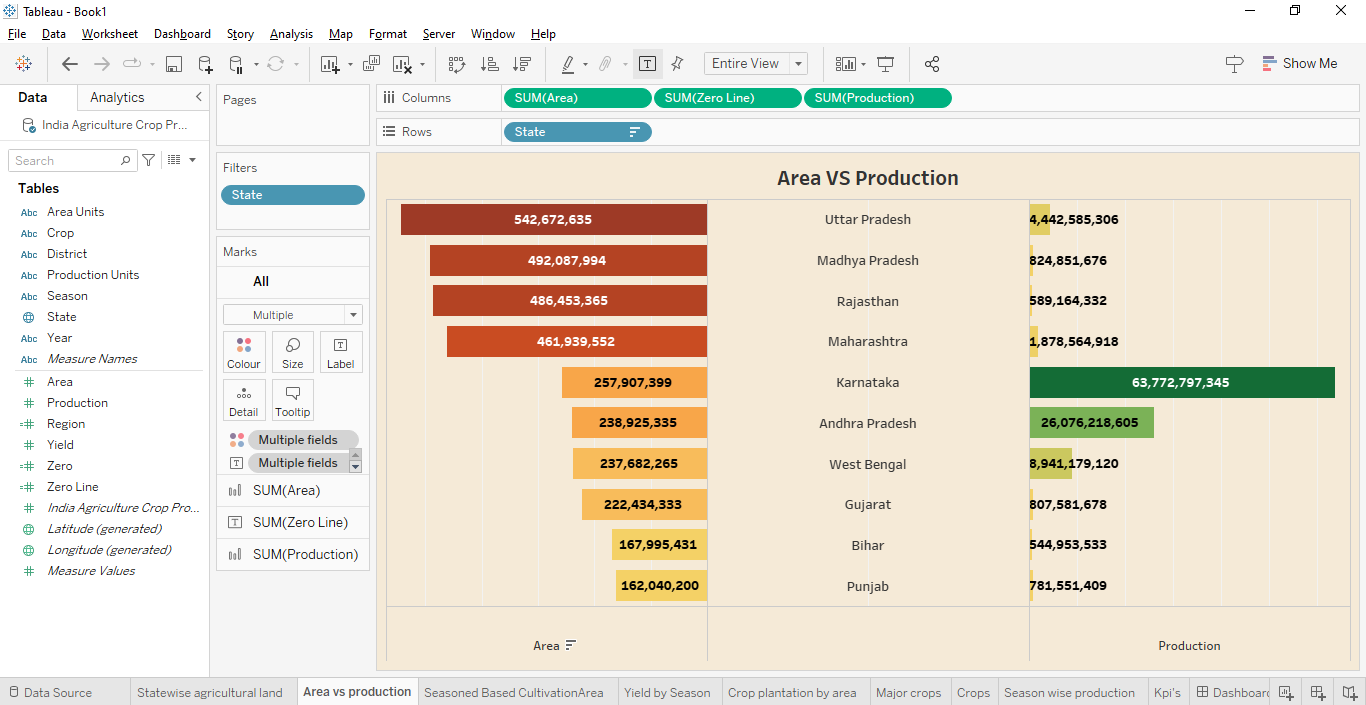 Tableau - Book1
File Data Worksheet Dashboard Story Analysis Map Format Server Window Help
Entire View
Show Me
Data Analytics
India Agriculture Crop Pr...
Search
Tables
Abc Area Units
Abc Crop
Abc District
Abc Production Units
Abc Season
State
Abc Year
Abc Measure Names
Area
Production
Region
Yield
Zero
Zero Line
India Agriculture Crop Pro...
Latitude (generated)
Longitude (generated)
Measure Values
Pages
Filters
State
Marks
All
Multiple
Colour Size Label
Detail Tooltip
Multiple fields
Multiple fields
SUM(Area)
SUM(Zero Line)
SUM(Production)
Columns SUM(Area) SUM(Zero Line) SUM(Production)
Rows State
Area VS Production
542,672,635 Uttar Pradesh 4,442,585,306
492,087,994 Madhya Pradesh 824,851,676
486,453,365 Rajasthan 589,164,332
461,939,552 Maharashtra 1,878,564,918
257,907,399 Karnataka 63,772,797,345
238,925,335 Andhra Pradesh 26,076,218,605
237,682,265 West Bengal 8,941,179,120
222,434,333 Gujarat 807,581,678
167,995,431 Bihar 544,953,533
162,040,200 Punjab 781,551,409
Area Production
Data Source Statewise agricultural land Area vs production Seasoned Based CultivationArea Yield by Season Crop plantation by area Major crops Crops Season wise production Kpi's Dashboar